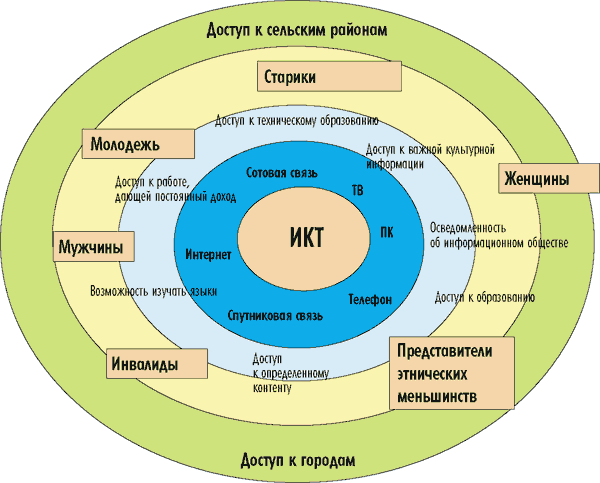 Доступ к сельским районам
Старики
Доступ к техническому образованию
Молодежь
Доступ к важной культурной
информации
Сотовая связь
Женщины
Доступ к работе,
дающей постоянный доход
ТВ
Осведомленность
об информационном обществе
ИКТ
ПК
Мужчины
Интернет
Возможность изучать языки
Телефон
Доступ к образованию
Спутниковая связь
Инвалиды
Доступ
к определенному
контенту
Представители
этнических
меньшинств
Доступ к городам